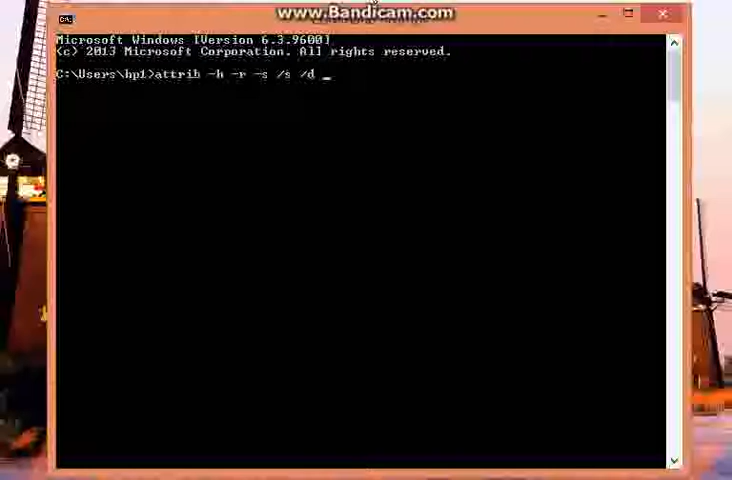 www.Bandicam.com
C:\
Microsoft Windows [Version 6.3.9600]
(c) 2013 Microsoft Corporation. All rights reserved.
C:\Users\hp1>attrib -h -r -s /s /d _